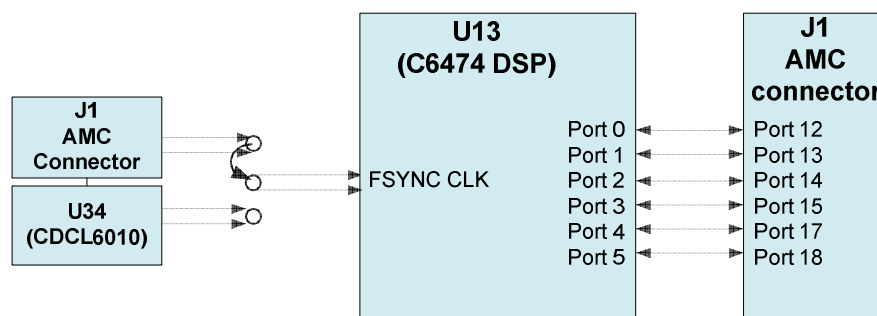 J1
AMC
Connector
U34
(CDCL6010)
U13
(C6474 DSP)
FSYNC CLK
Port 0
Port 1
Port 2
Port 3
Port 4
Port 5
J1
AMC
connector
Port 12
Port 13
Port 14
Port 15
Port 17
Port 18